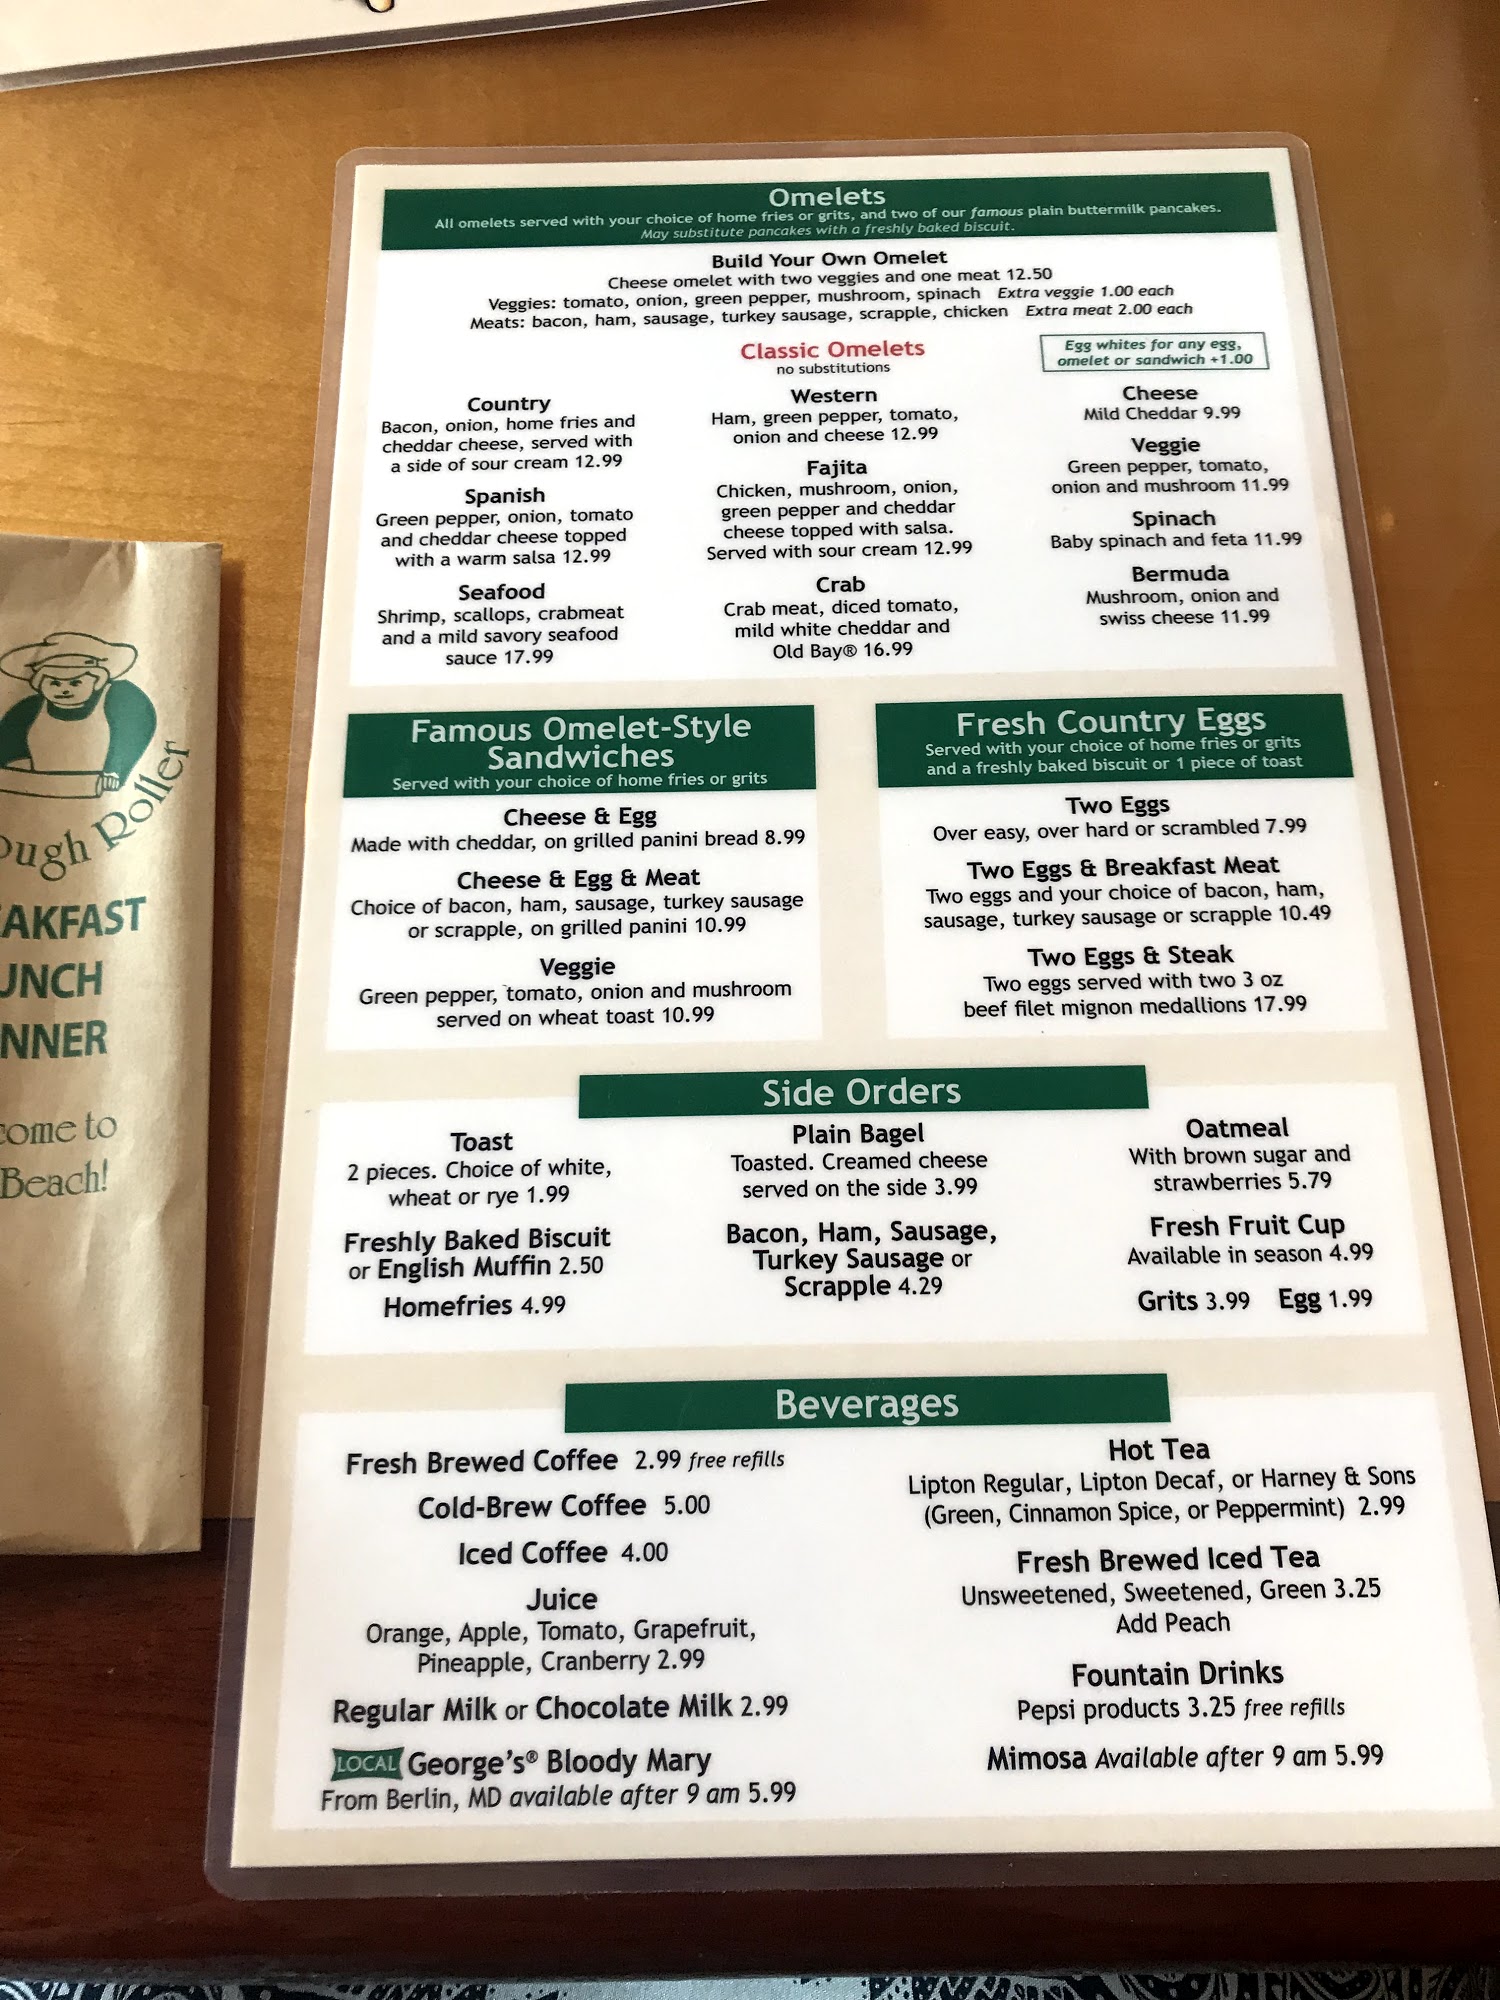 Omelets
All omelets served with your choice of home fries or grits, and two of our famous plain buttermilk pancakes.
May substitute pancakes with a freshly baked biscuit.
Build Your Own Omelet
Cheese omelet with two veggies and one meat 12.50
Veggies: tomato, onion, green pepper, mushroom, spinach Extra veggie 1.00 each
Meats: bacon, ham, sausage, turkey sausage, scrapple, chicken Extra meat 2.00 each
Classic Omelets
no substitutions
Egg whites for any egg,
omelet or sandwich +1.00
Country
Bacon, onion, home fries and
cheddar cheese, served with
a side of sour cream 12.99
Spanish
Green pepper, onion, tomato
and cheddar cheese topped
with a warm salsa 12.99
Seafood
Shrimp, scallops, crabmeat
and a mild savory seafood
sauce 17.99
Western
Ham, green pepper, tomato,
onion and cheese 12.99
Fajita
Chicken, mushroom, onion,
green pepper and cheddar
cheese topped with salsa.
Served with sour cream 12.99
Crab
Crab meat, diced tomato,
mild white cheddar and
Old Bay® 16.99
Cheese
Mild Cheddar 9.99
Veggie
Green pepper, tomato,
onion and mushroom 11.99
Spinach
Baby spinach and feta 11.99
Bermuda
Mushroom, onion and
swiss cheese 11.99
Famous Omelet-Style
Sandwiches
Served with your choice of home fries or grits
Cheese & Egg
Made with cheddar, on grilled panini bread 8.99
Cheese & Egg & Meat
Choice of bacon, ham, sausage, turkey sausage
or scrapple, on grilled panini 10.99
Veggie
Green pepper, tomato, onion and mushroom
served on wheat toast 10.99
Fresh Country Eggs
Served with your choice of home fries or grits
and a freshly baked biscuit or 1 piece of toast
Two Eggs
Over easy, over hard or scrambled 7.99
Two Eggs & Breakfast Meat
Two eggs and your choice of bacon, ham,
sausage, turkey sausage or scrapple 10.49
Two Eggs & Steak
Two eggs served with two 3 oz
beef filet mignon medallions 17.99
Side Orders
Toast
2 pieces. Choice of white,
wheat or rye 1.99
Freshly Baked Biscuit
or English Muffin 2.50
Homefries 4.99
Plain Bagel
Toasted. Creamed cheese
served on the side 3.99
Bacon, Ham, Sausage,
Turkey Sausage or
Scrapple 4.29
Oatmeal
With brown sugar and
strawberries 5.79
Fresh Fruit Cup
Available in season 4.99
Grits 3.99 Egg 1.99
Beverages
Fresh Brewed Coffee 2.99 free refills
Cold-Brew Coffee 5.00
Iced Coffee 4.00
Juice
Orange, Apple, Tomato, Grapefruit,
Pineapple, Cranberry 2.99
Regular Milk or Chocolate Milk 2.99
LOCAL George's® Bloody Mary
From Berlin, MD available after 9 am 5.99
Hot Tea
Lipton Regular, Lipton Decaf, or Harney & Sons
(Green, Cinnamon Spice, or Peppermint) 2.99
Fresh Brewed Iced Tea
Unsweetened, Sweetened, Green 3.25
Add Peach
Fountain Drinks
Pepsi products 3.25 free refills
Mimosa Available after 9 am 5.99
ough Roller
AKFAST
UNCH
NNER
come to
Beach!